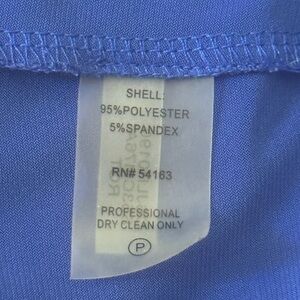 SHELL:
95%POLYESTER
5%SPANDEX
RN# 54163
PROFESSIONAL
DRY CLEAN ONLY
P